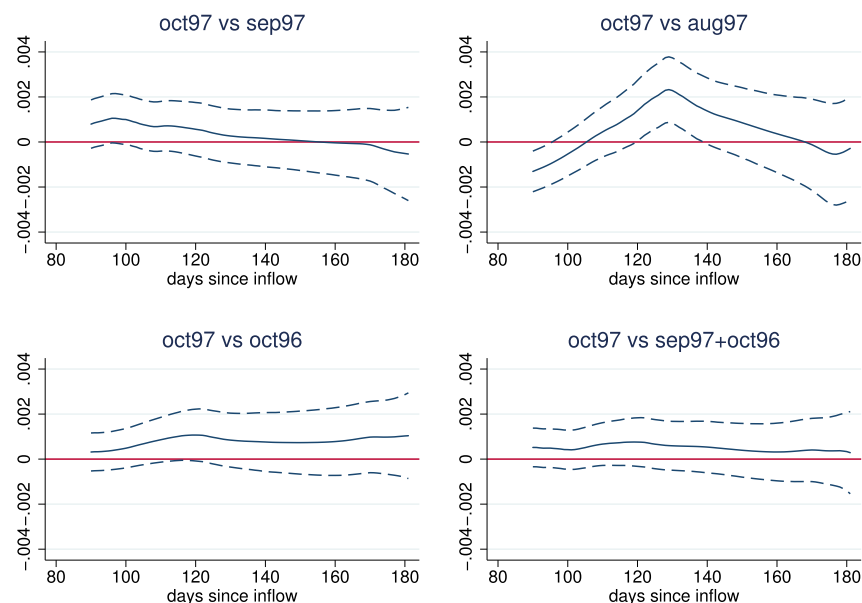 oct97 vs sep97
.004
.002
0
−.002
−.004
80 100 120 140 160 180
days since inflow
oct97 vs aug97
.004
.002
0
−.002
−.004
80 100 120 140 160 180
days since inflow
oct97 vs oct96
.004
.002
0
−.002
−.004
80 100 120 140 160 180
days since inflow
oct97 vs sep97+oct96
.004
.002
0
−.002
−.004
80 100 120 140 160 180
days since inflow